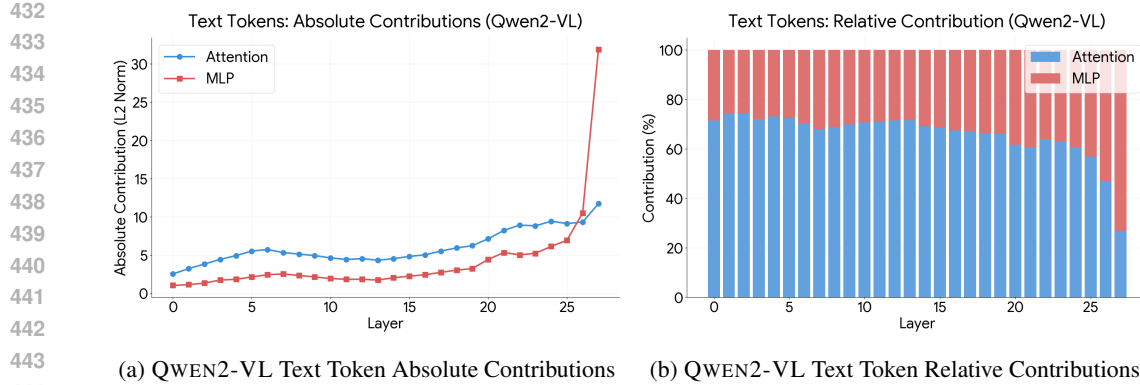 432
433
434
435
436
437
438
439
440
441
442
443
Text Tokens: Absolute Contributions (Qwen2-VL)
Absolute Contribution (L2 Norm)
30
25
20
15
10
5
0
Attention
MLP
0 5 10 15 20 25
Layer
(a) QWEN2-VL Text Token Absolute Contributions
Text Tokens: Relative Contribution (Qwen2-VL)
Contribution (%)
100
80
60
40
20
0
Attention
MLP
0 5 10 15 20 25
Layer
(b) QWEN2-VL Text Token Relative Contributions